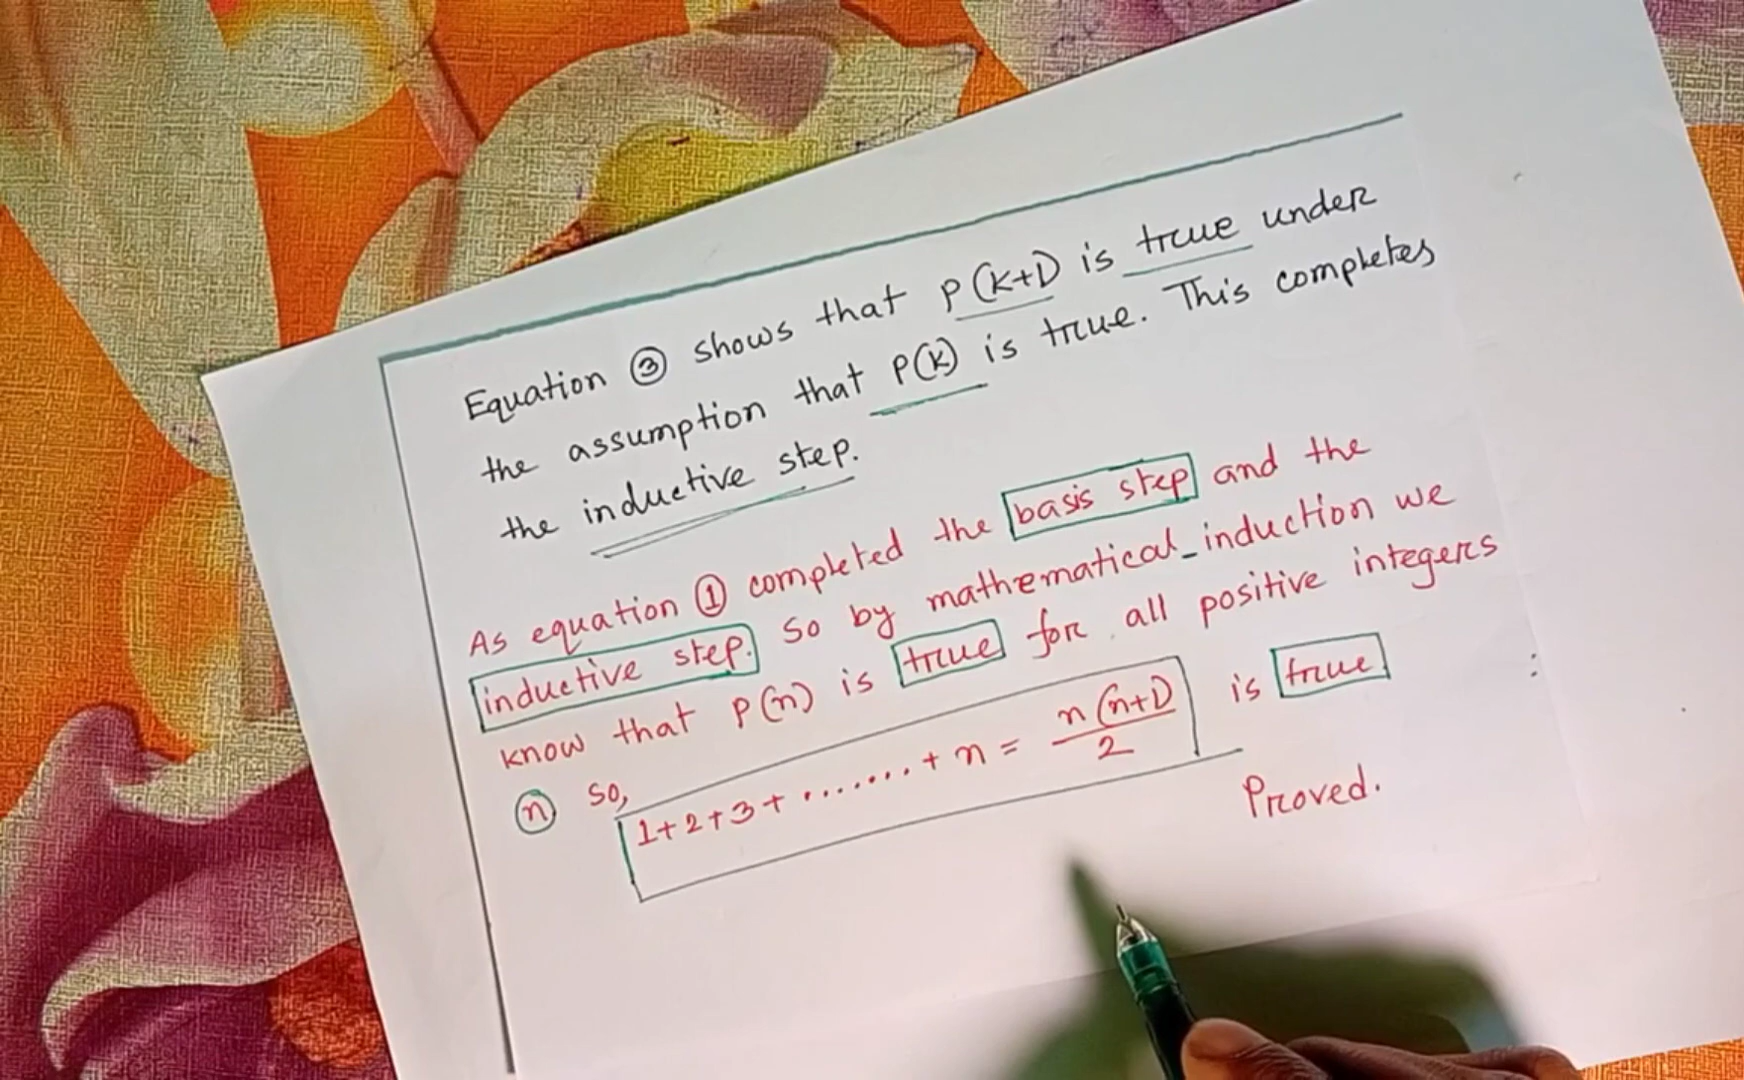 Equation ③ shows that P(k+1) is true under
the assumption that P(k) is true. This completes
the inductive step.
As equation ① completed the basis step and the
inductive step. so by mathematical_induction we
know that P(n) is true for all positive integers
n so, 1+2+3+.......+n = n(n+1)/2 is true
Proved.